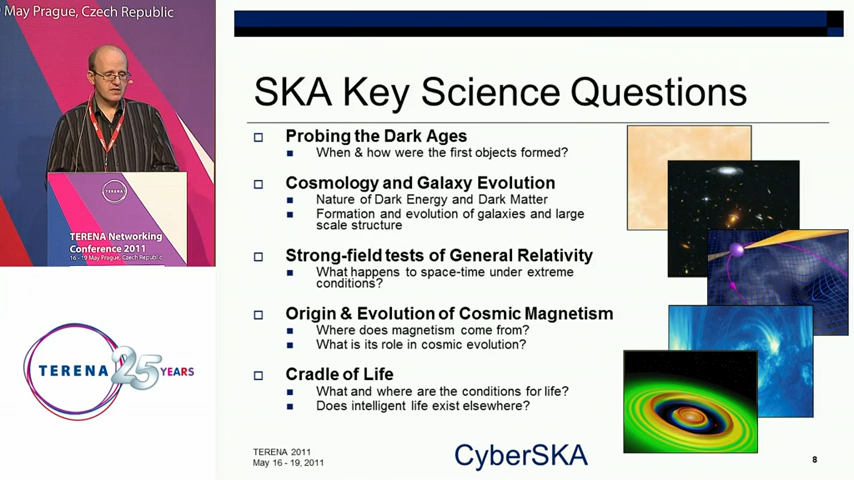 May Prague, Czech Republic
TERENA
TERENA Networking
Conference 2011
16 - 19 May Prague, Czech Republic
TERENA 25 YEARS
SKA Key Science Questions
Probing the Dark Ages
When & how were the first objects formed?
Cosmology and Galaxy Evolution
Nature of Dark Energy and Dark Matter
Formation and evolution of galaxies and large
scale structure
Strong-field tests of General Relativity
What happens to space-time under extreme
conditions?
Origin & Evolution of Cosmic Magnetism
Where does magnetism come from?
What is its role in cosmic evolution?
Cradle of Life
What and where are the conditions for life?
Does intelligent life exist elsewhere?
TERENA 2011
May 16 - 19, 2011
CyberSKA
8